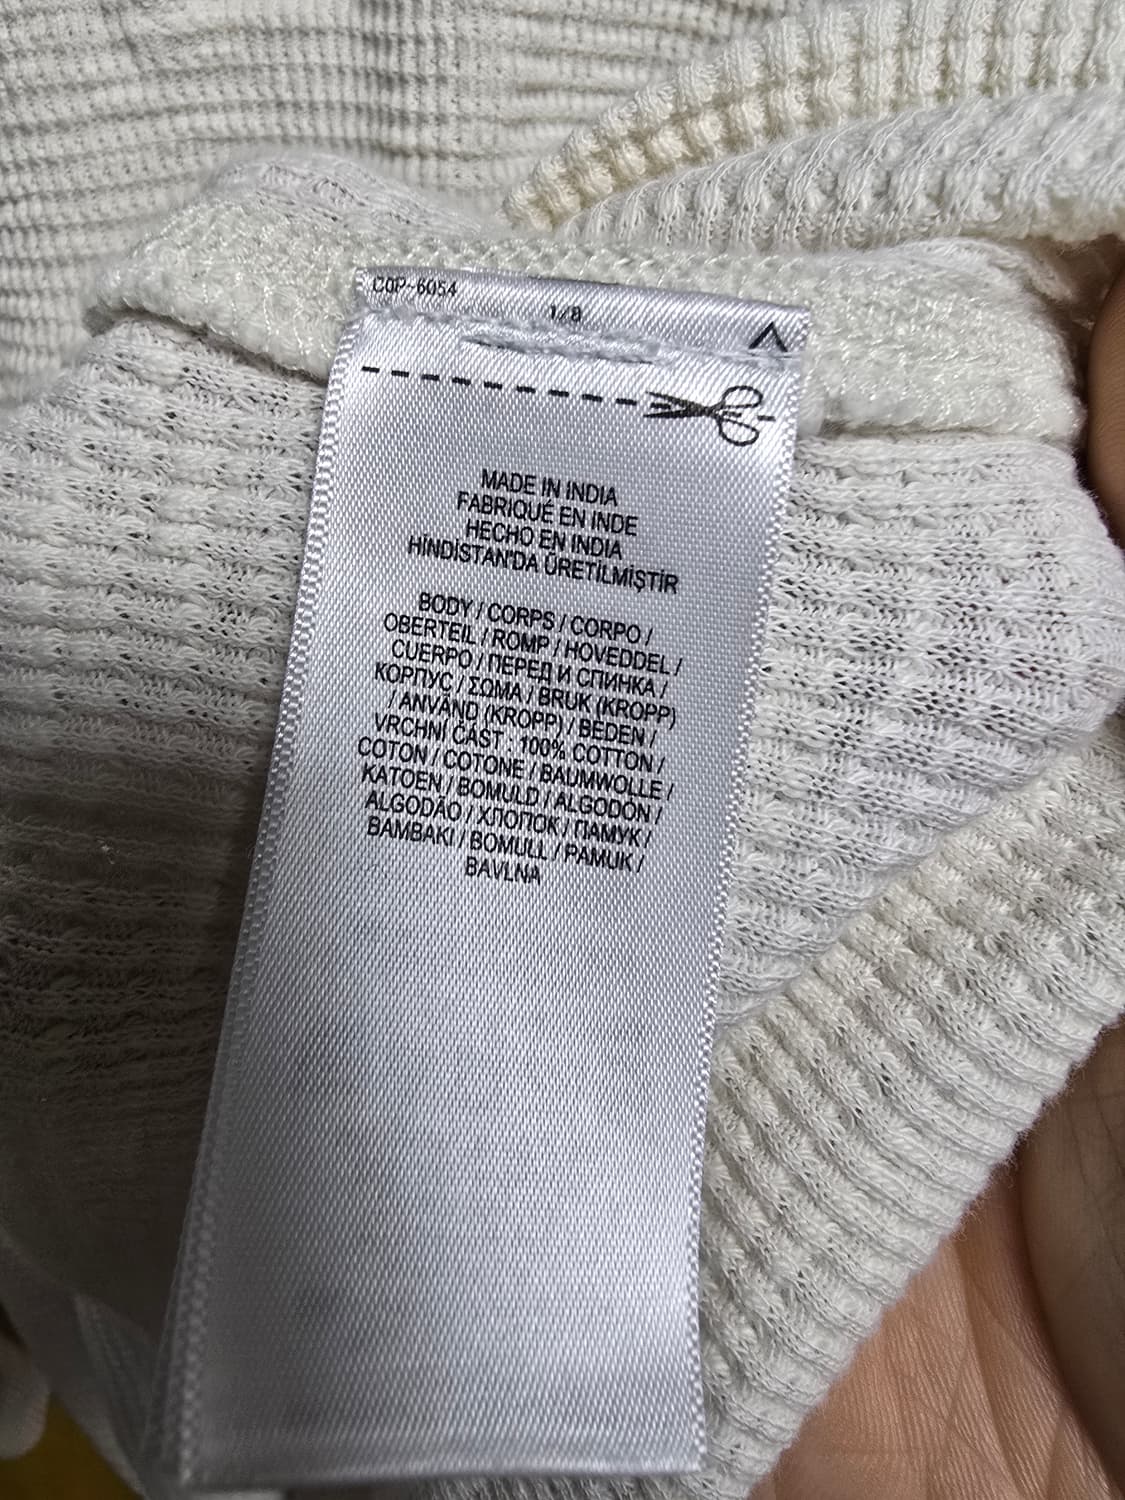 COP-6054
1/8
MADE IN INDIA
FABRIQUÉ EN INDE
HECHO EN INDIA
HİNDİSTAN'DA ÜRETİLMİŞTİR
BODY / CORPS / CORPO /
OBERTEIL / ROMP / HOVEDDEL /
CUERPO / ПЕРЕД И СПИНКА /
КОРПУС / ΣΩΜΑ / BRUK (KROPP)
/ ANVÄND (KROPP) / BEDEN /
VRCHNÍ ČÁST : 100% COTTON /
COTON / COTONE / BAUMWOLLE /
KATOEN / BOMULD / ALGODÓN /
ALGODÃO / ХЛОПОК / ПАМУК /
BAMBAKI / BOMULL / PAMUK /
BAVLNA